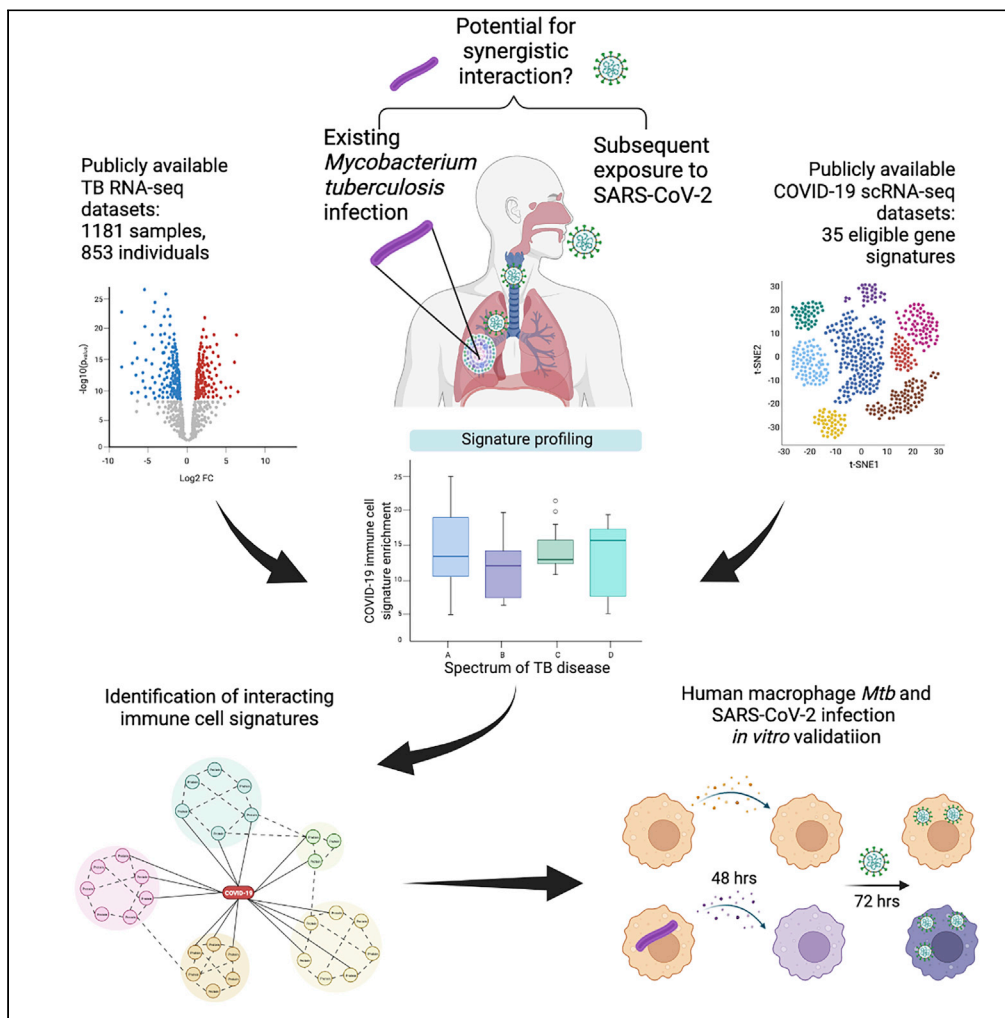 Potential for
synergistic
interaction?
Existing
Mycobacterium
tuberculosis
infection
Subsequent
exposure to
SARS-CoV-2
Publicly available
TB RNA-seq
datasets:
1181 samples,
853 individuals
Publicly available
COVID-19 scRNA-seq
datasets:
35 eligible gene
signatures
-log10(pvalue)
25
20
15
10
5
0
-10
-5
0
5
10
Log2 FC
t-SNE2
30
20
10
0
-10
-20
-30
-30
-20
-10
0
10
20
30
t-SNE1
Signature profiling
COVID-19 immune cell
signature enrichment
25
20
15
10
5
0
A
B
C
D
Spectrum of TB disease
Identification of interacting
immune cell signatures
COVID-19
Human macrophage Mtb and
SARS-CoV-2 infection
in vitro validatiion
48 hrs
72 hrs